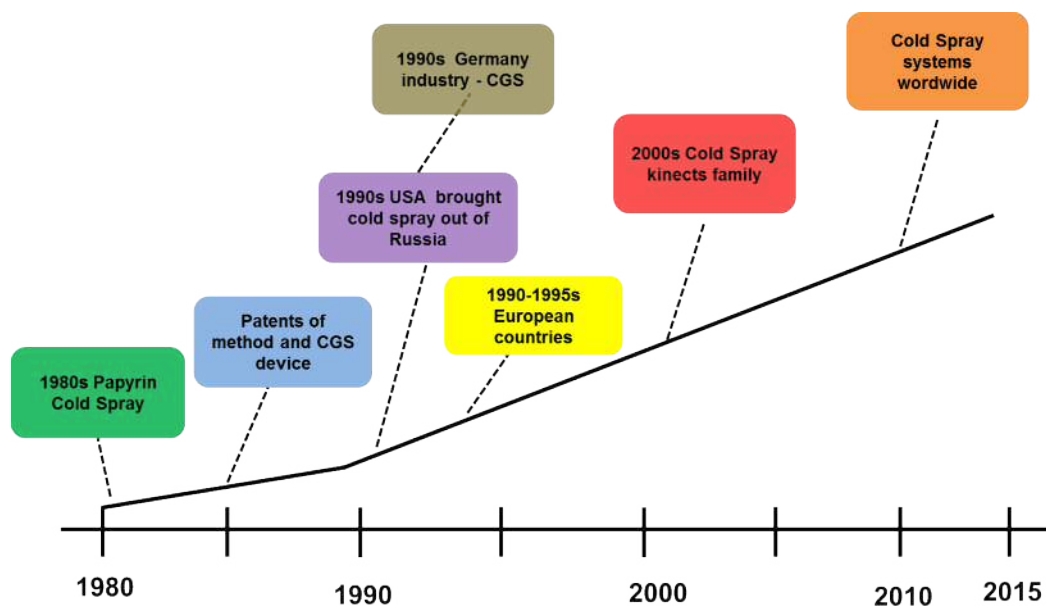 1990s Germany
industry - CGS
Cold Spray
systems
wordwide
2000s Cold Spray
kinects family
1990s USA brought
cold spray out of
Russia
1990-1995s
European
countries
Patents of
method and CGS
device
1980s Papyrin
Cold Spray
1980
1990
2000
2010
2015